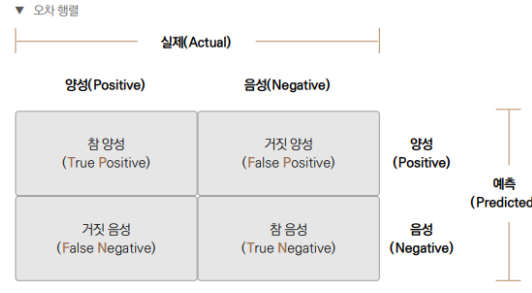 ▼ 오차 행렬
실제(Actual)
양성(Positive) 음성(Negative)
참 양성
(True Positive)
거짓 양성
(False Positive)
양성
(Positive)
거짓 음성
(False Negative)
참 음성
(True Negative)
음성
(Negative)
예측
(Predicted